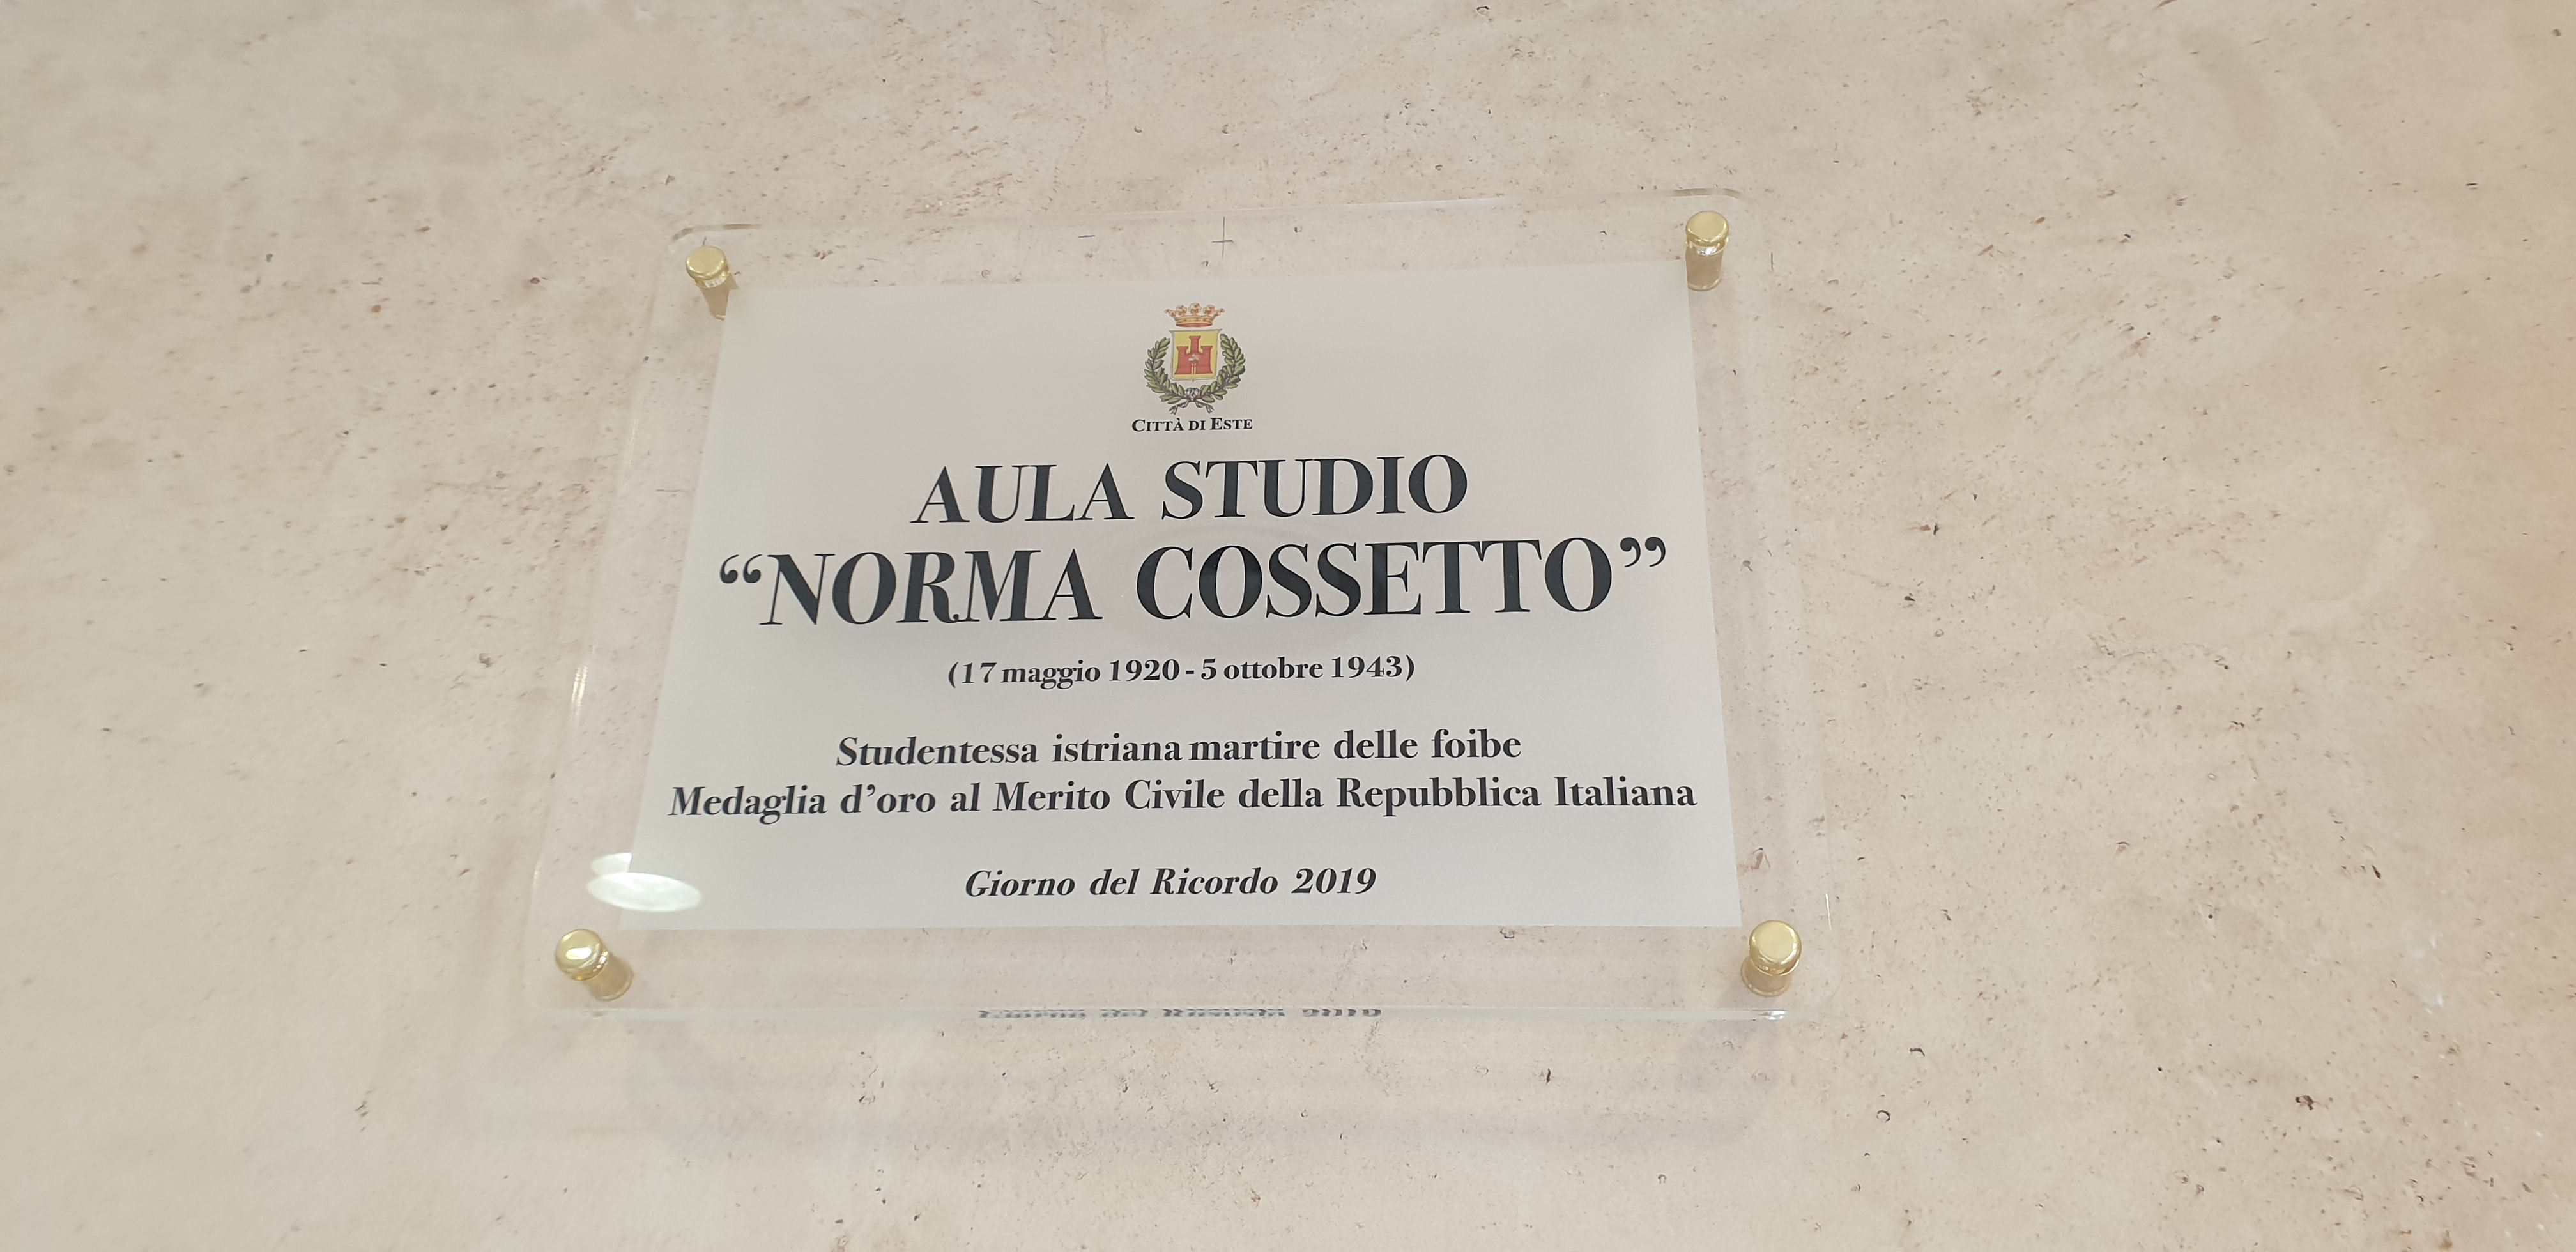 CITTÀ DI ESTE
AULA STUDIO
“NORMA COSSETTO”
(17 maggio 1920 - 5 ottobre 1943)
Studentessa istriana martire delle foibe
Medaglia d’oro al Merito Civile della Repubblica Italiana
Giorno del Ricordo 2019